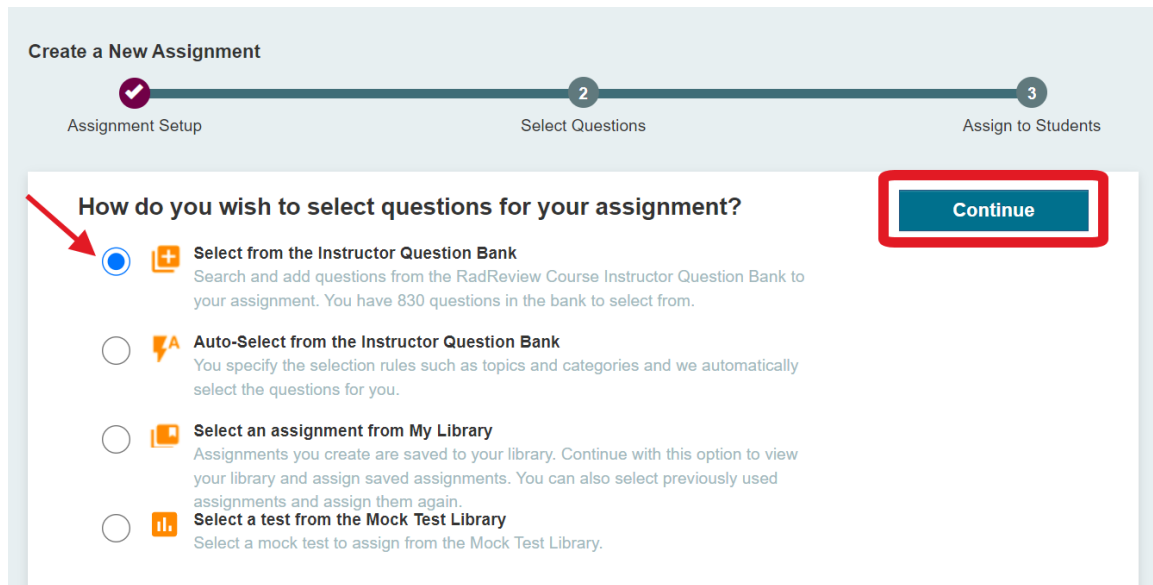 Create a New Assignment
2
3
Assignment Setup
Select Questions
Assign to Students
How do you wish to select questions for your assignment?
Continue
Select from the Instructor Question Bank
Search and add questions from the RadReview Course Instructor Question Bank to
your assignment. You have 830 questions in the bank to select from.
A
Auto-Select from the Instructor Question Bank
You specify the selection rules such as topics and categories and we automatically
select the questions for you.
Select an assignment from My Library
Assignments you create are saved to your library. Continue with this option to view
your library and assign saved assignments. You can also select previously used
assignments and assign them again.
Select a test from the Mock Test Library
Select a mock test to assign from the Mock Test Library.